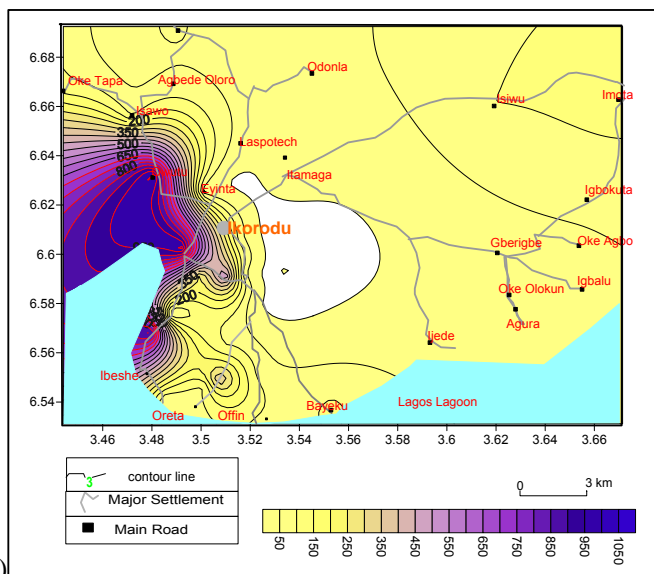 6.68
6.66
6.64
6.62
6.6
6.58
6.56
6.54
Oke Tapa
Agbede Oloro
Odonla
Isiwu
Imota
Isawo
200
350
500
650
800
Laspotech
Itamaga
Eyinta
Ikorodu
Igbokuta
Gberigbe
Oke Agbo
Oke Olokun
Igbalu
Agura
200
Ijede
Ibeshe
Oreta
Offin
Bayeku
Lagos Lagoon
3.46 3.48 3.5 3.52 3.54 3.56 3.58 3.6 3.62 3.64 3.66
3
contour line
Major Settlement
Main Road
0 3 km
50 150 250 350 450 550 650 750 850 950 1050
)